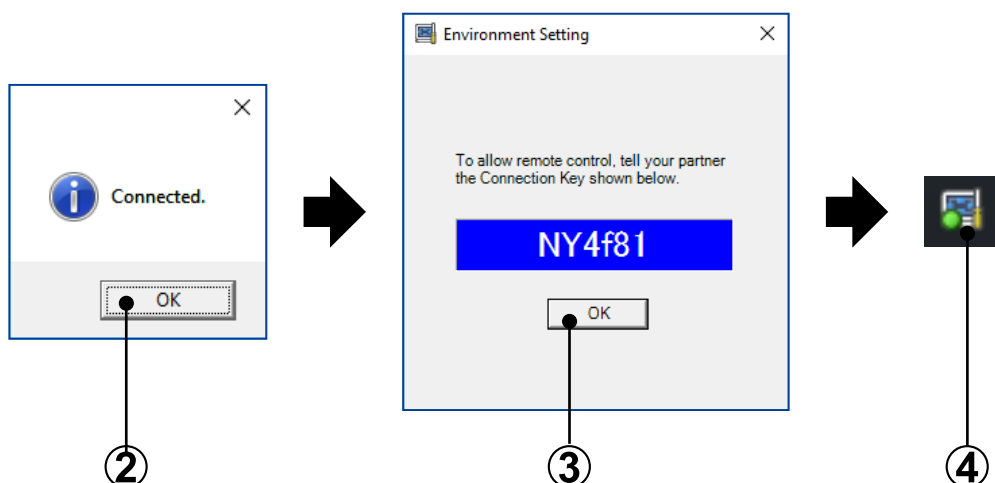 Environment Setting
Connected.
OK
To allow remote control, tell your partner
the Connection Key shown below.
NY4f81
OK
2
3
4